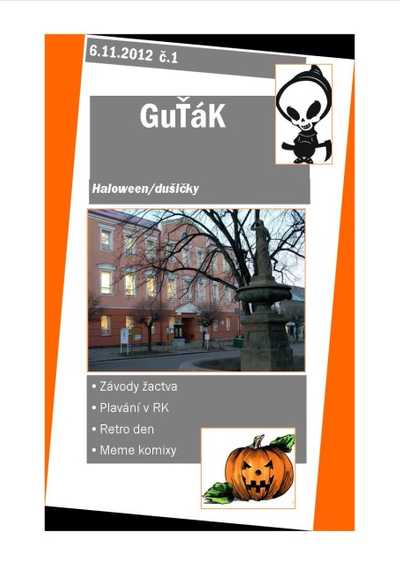 6.11.2012 č.1
GuŤáK
Haloween/dušičky
• Závody žactva
• Plavání v RK
• Retro den
• Meme komixy